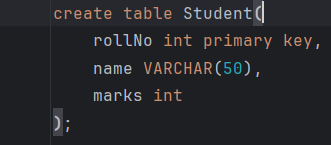 create table Student(
    rollNo int primary key,
    name VARCHAR(50),
    marks int
);